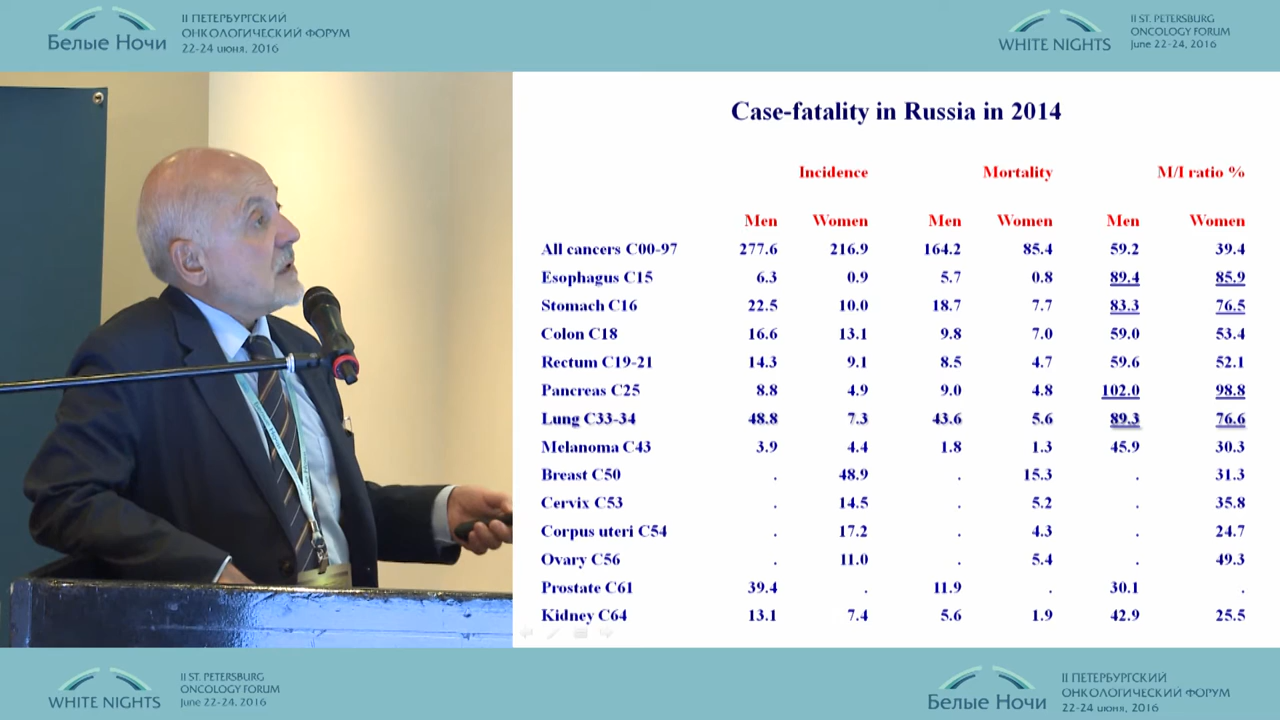 II ПЕТЕРБУРГСКИЙ
ОНКОЛОГИЧЕСКИЙ ФОРУМ
Белые Ночи
22-24 июня, 2016
II ST. PETERSBURG
ONCOLOGY FORUM
WHITE NIGHTS
June 22-24, 2016
Case-fatality in Russia in 2014
Incidence Mortality M/I ratio %
Men Women Men Women Men Women
All cancers C00-97 277.6 216.9 164.2 85.4 59.2 39.4
Esophagus C15 6.3 0.9 5.7 0.8 89.4 85.9
Stomach C16 22.5 10.0 18.7 7.7 83.3 76.5
Colon C18 16.6 13.1 9.8 7.0 59.0 53.4
Rectum C19-21 14.3 9.1 8.5 4.7 59.6 52.1
Pancreas C25 8.8 4.9 9.0 4.8 102.0 98.8
Lung C33-34 48.8 7.3 43.6 5.6 89.3 76.6
Melanoma C43 3.9 4.4 1.8 1.3 45.9 30.3
Breast C50 . 48.9 . 15.3 . 31.3
Cervix C53 . 14.5 . 5.2 . 35.8
Corpus uteri C54 . 17.2 . 4.3 . 24.7
Ovary C56 . 11.0 . 5.4 . 49.3
Prostate C61 39.4 . 11.9 . 30.1 .
Kidney C64 13.1 7.4 5.6 1.9 42.9 25.5
II ST. PETERSBURG
ONCOLOGY FORUM
WHITE NIGHTS
June 22-24, 2016
II ПЕТЕРБУРГСКИЙ
ОНКОЛОГИЧЕСКИЙ ФОРУМ
Белые Ночи
22-24 июня, 2016